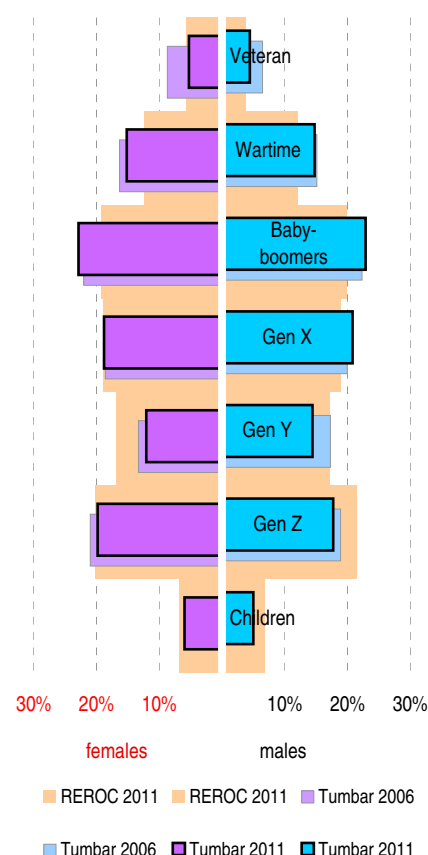 Veteran
Wartime
Baby-
boomers
Gen X
Gen Y
Gen Z
Children
30% 20% 10% 10% 20% 30%
females males
REROC 2011 REROC 2011 Tumbar 2006
Tumbar 2006 Tumbar 2011 Tumbar 2011